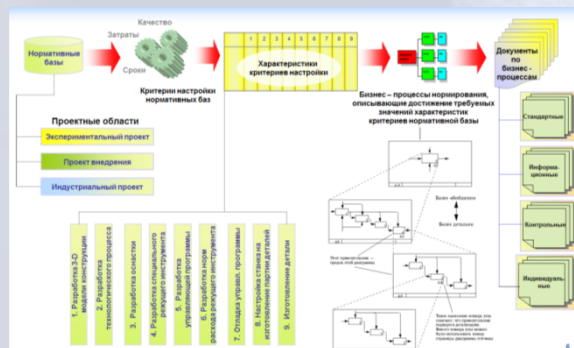 Качество
Нормативные
базы
Затраты
Сроки
Критерии настройки
нормативных баз
1 2 3 4 5 6 7 8 9
Характеристики
критериев настройки
Документы
по
бизнес -
процессам
Бизнес – процессы нормирования,
описывающие достижение требуемых
значений характеристик
критериев нормативной базы
Проектные области
Экспериментальный проект
Проект внедрения
Индустриальный проект
Стандартные
Информа-
ционные
Контрольные
Индивидуаль-
ные
1. Разработка 3-D
модели конструкции
2. Разработка
технологического процесса
3. Разработка оснастки
4. Разработка специального
режущего инструмента
5. Разработка
управляющей программы
6. Разработка норм
расхода режущего инструмента
7. Отладка управл. программы
8. Настройка станка на
изготовление партии деталей
9. Изготовление детали
Более детально